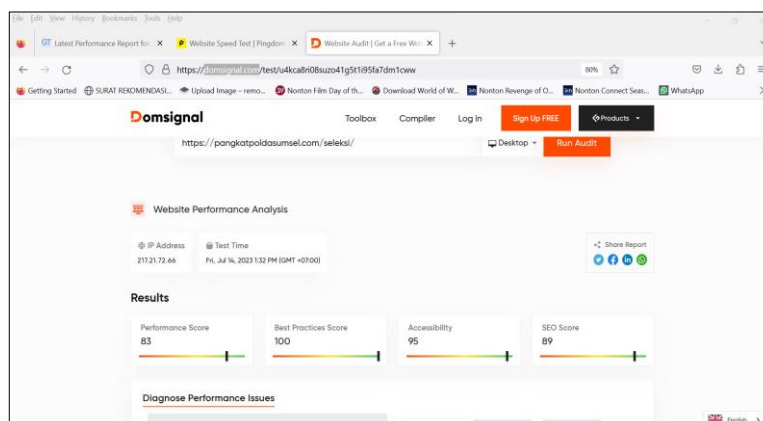 File Edit View History Bookmarks Tools Help
GT Latest Performance Report for: × Website Speed Test | Pingdom × Website Audit | Get a Free Web ×
https://domsignal.com/test/u4kca8ri08suzo41g5t1i95fa7dm1cww 80%
Getting Started SURAT REKOMENDASI... Upload Image - remo... Nonton Film Day of th... Download World of W... Nonton Revenge of O... Nonton Connect Seas... WhatsApp
Domsignal Toolbox Compiler Log in Sign Up FREE Products
https://pangkatpoldasumsel.com/seleksi/ Desktop Run Audit
Website Performance Analysis
IP Address Test Time Share Report
217.21.72.66 Fri, Jul 14, 2023 1:32 PM (GMT +07:00)
Results
Performance Score Best Practices Score Accessibility SEO Score
83 100 95 89
Diagnose Performance Issues
English